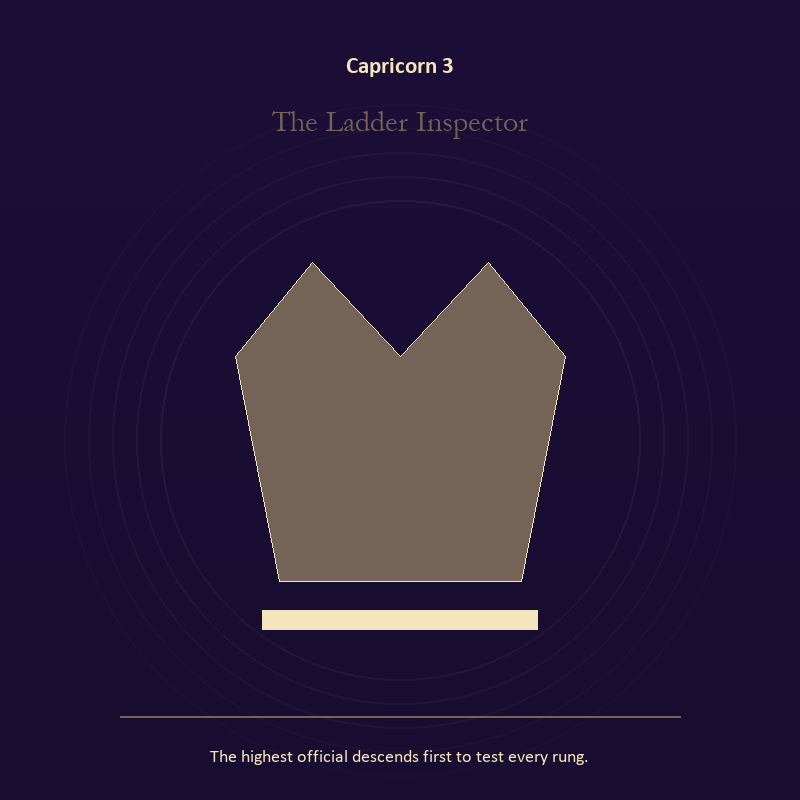 Capricorn 3
The Ladder Inspector
The highest official descends first to test every rung.